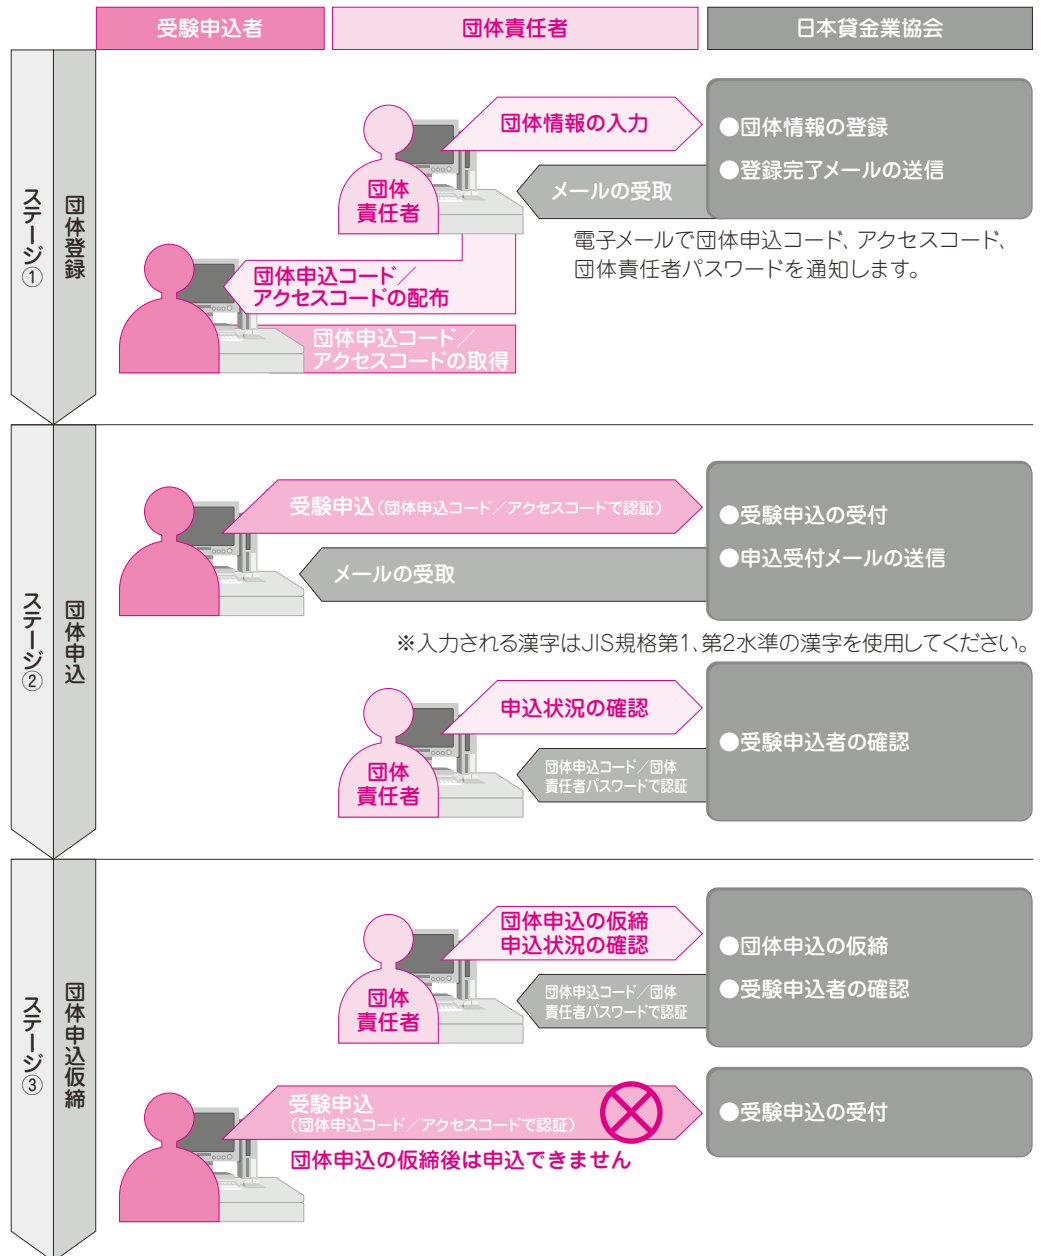 受験申込者
団体責任者
日本貸金業協会
ステージ①
団体登録
団体情報の入力
●団体情報の登録
●登録完了メールの送信
メールの受取
団体
責任者
電子メールで団体申込コード、アクセスコード、
団体責任者パスワードを通知します。
団体申込コード/
アクセスコードの配布
団体申込コード/
アクセスコードの取得
ステージ②
団体申込
受験申込(団体申込コード/アクセスコードで認証)
●受験申込の受付
●申込受付メールの送信
メールの受取
※入力される漢字はJIS規格第1、第2水準の漢字を使用してください。
申込状況の確認
●受験申込者の確認
団体申込コード/団体
責任者パスワードで認証
団体
責任者
ステージ③
団体申込仮締
団体申込の仮締
申込状況の確認
●団体申込の仮締
●受験申込者の確認
団体申込コード/団体
責任者パスワードで認証
団体
責任者
受験申込
(団体申込コード/アクセスコードで認証)
●受験申込の受付
団体申込の仮締後は申込できません